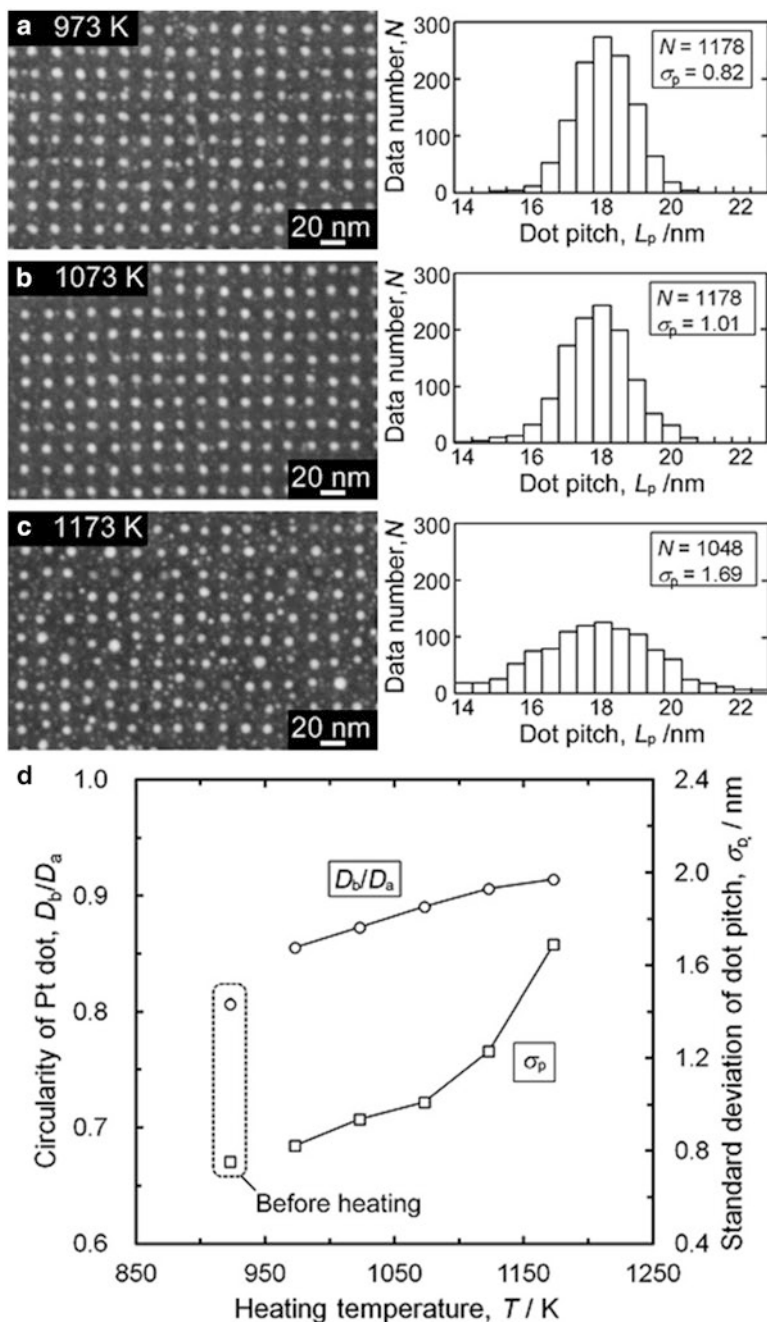 a 973 K
20 nm
Data number, N
300
200
100
0
N = 1178
σp = 0.82
14 16 18 20 22
Dot pitch, Lp /nm
b 1073 K
20 nm
Data number, N
300
200
100
0
N = 1178
σp = 1.01
14 16 18 20 22
Dot pitch, Lp /nm
c 1173 K
20 nm
Data number, N
300
200
100
0
N = 1048
σp = 1.69
14 16 18 20 22
Dot pitch, Lp /nm
d
Circularity of Pt dot, Db/Da
1.0
0.9
0.8
0.7
0.6
Db/Da
σp
Before heating
2.4
2.0
1.6
1.2
0.8
0.4
Standard deviation of dot pitch, σp, / nm
850 950 1050 1150 1250
Heating temperature, T / K